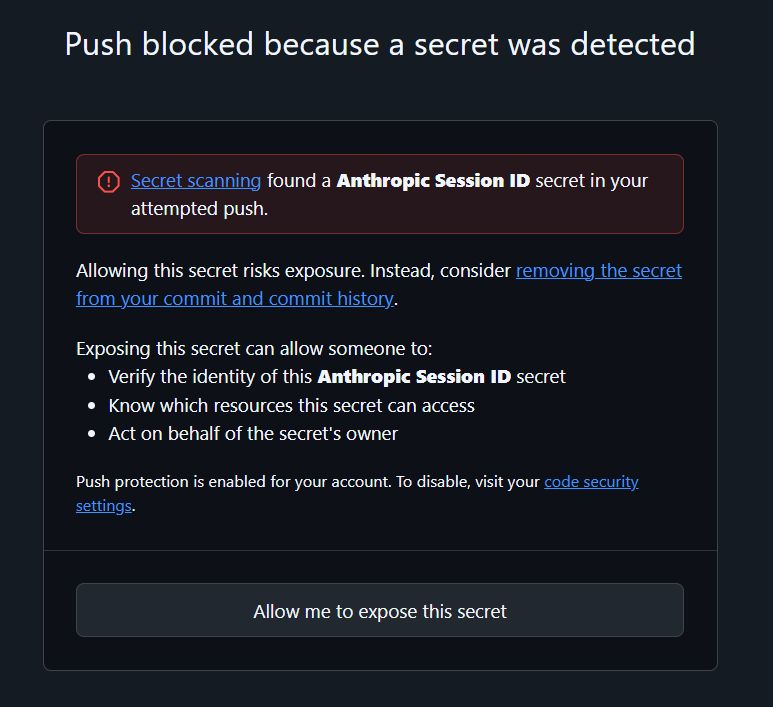 Push blocked because a secret was detected
Secret scanning found a Anthropic Session ID secret in your
attempted push.
Allowing this secret risks exposure. Instead, consider removing the secret
from your commit and commit history.
Exposing this secret can allow someone to:
• Verify the identity of this Anthropic Session ID secret
• Know which resources this secret can access
• Act on behalf of the secret's owner
Push protection is enabled for your account. To disable, visit your code security
settings.
Allow me to expose this secret